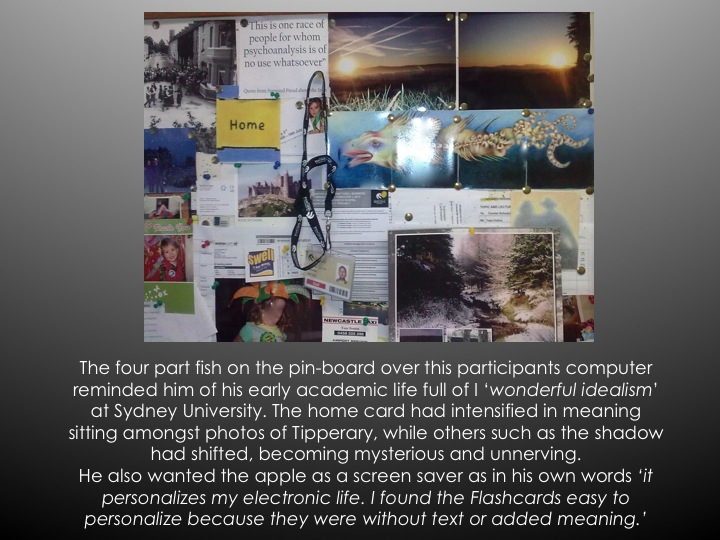 "This is one race of
people for whom
psychoanalysis is of
no use whatsoever"
Home
swell
NEWCASTLE TAXI
The four part fish on the pin-board over this participants computer
reminded him of his early academic life full of I ‘wonderful idealism’
at Sydney University. The home card had intensified in meaning
sitting amongst photos of Tipperary, while others such as the shadow
had shifted, becoming mysterious and unnerving.
He also wanted the apple as a screen saver as in his own words ‘it
personalizes my electronic life. I found the Flashcards easy to
personalize because they were without text or added meaning.’